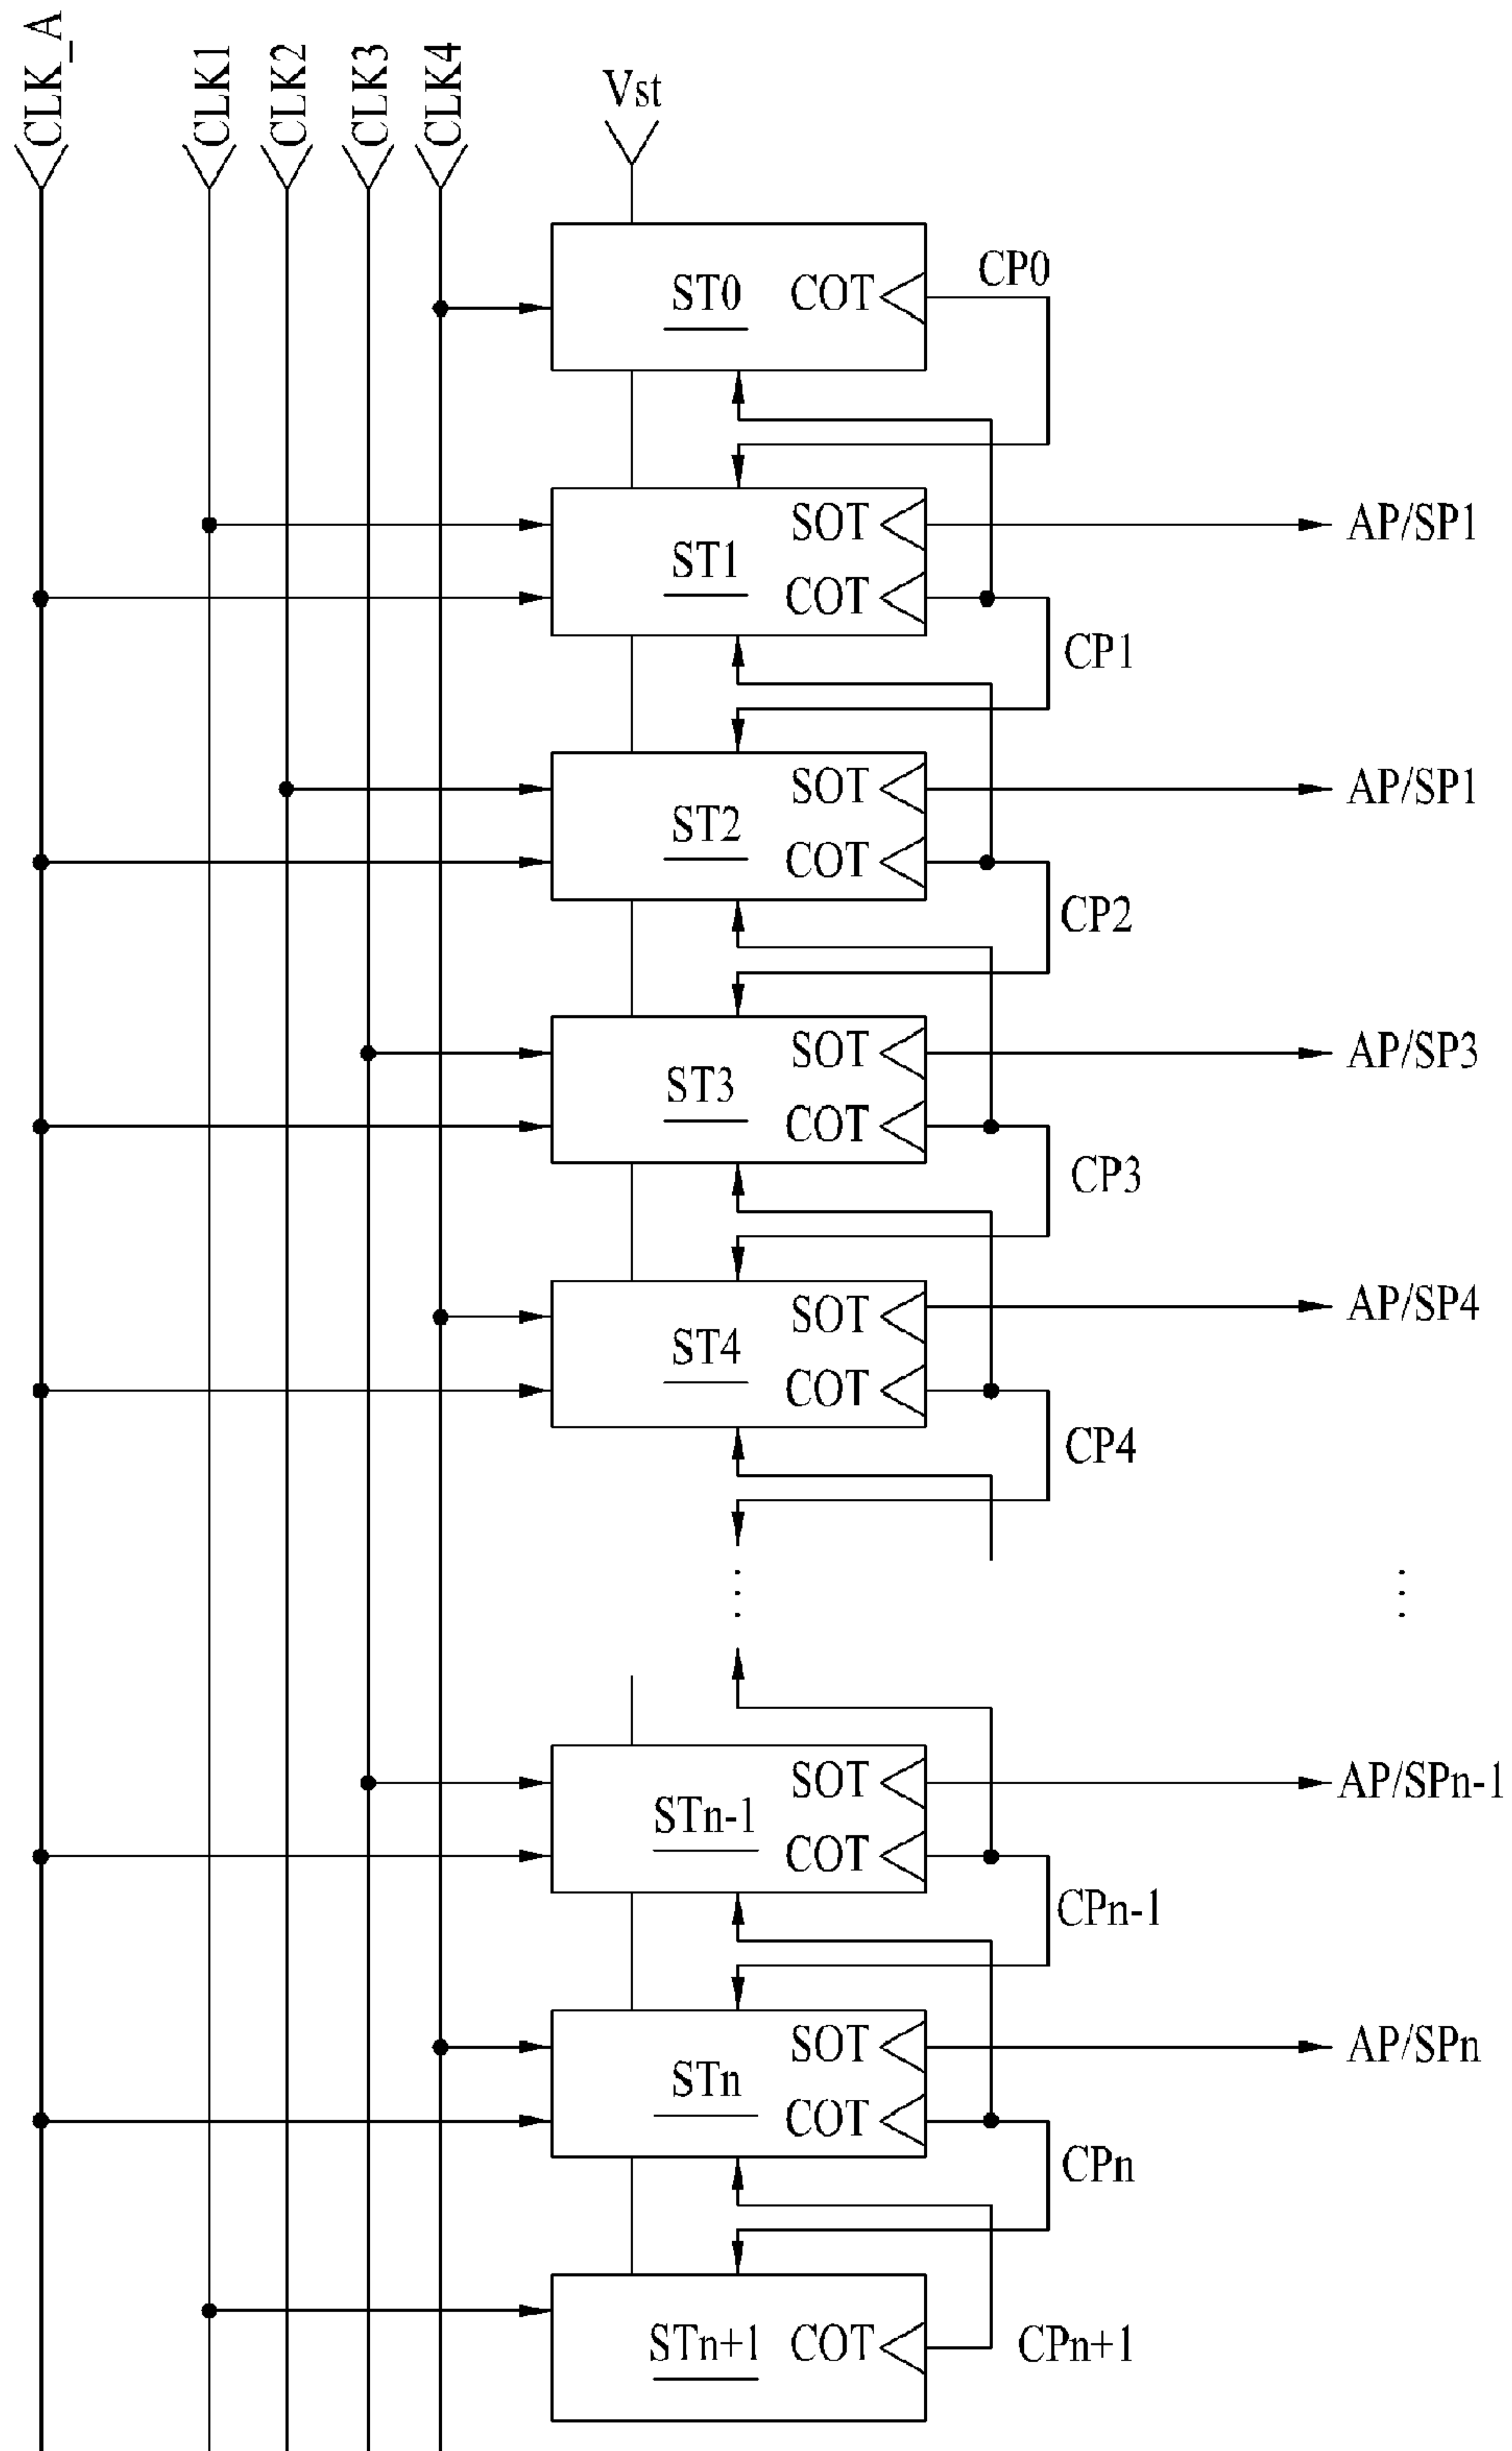 CLK_A
CLK1
CLK2
CLK3
CLK4
Vst
ST0 COT
CP0
SOT
ST1
COT
AP/SP1
CP1
SOT
ST2
COT
AP/SP1
CP2
SOT
ST3
COT
AP/SP3
CP3
SOT
ST4
COT
AP/SP4
CP4
SOT
STn-1
COT
AP/SPn-1
CPn-1
SOT
STn
COT
AP/SPn
CPn
STn+1 COT
CPn+1